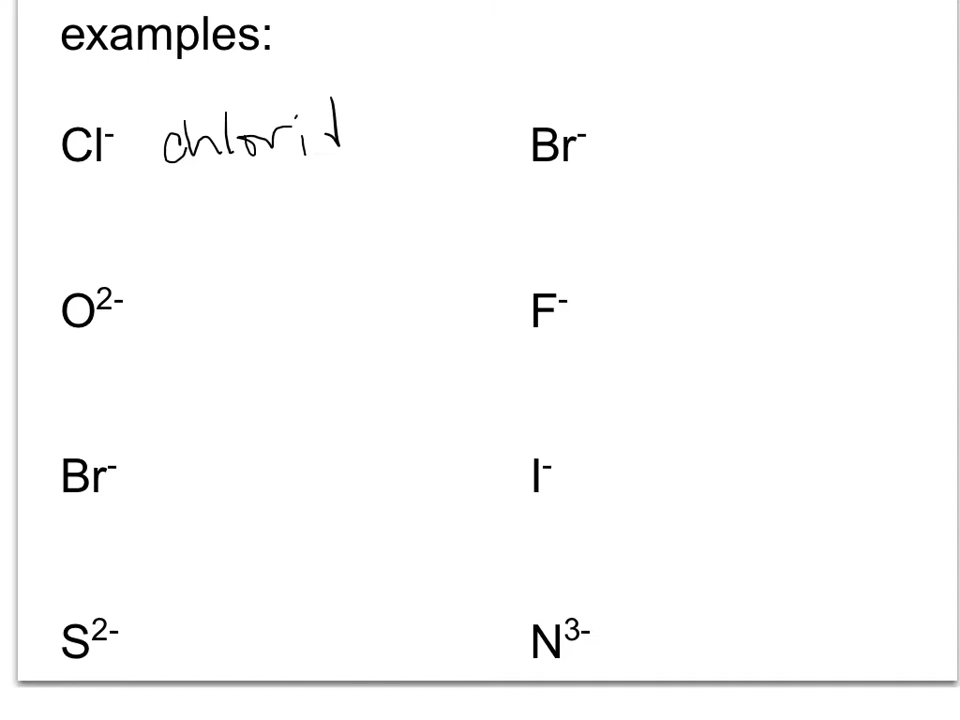 examples:
Cl⁻ chlorid
Br⁻
O²⁻
F⁻
Br⁻
I⁻
S²⁻
N³⁻